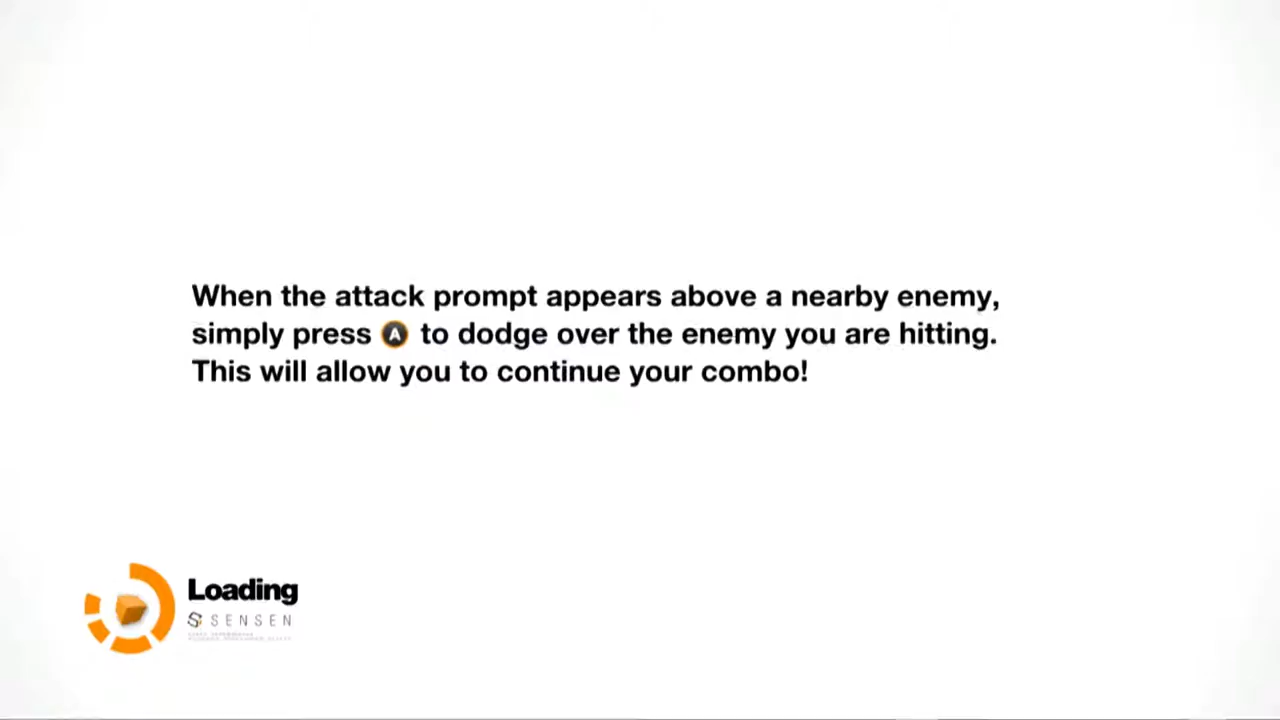 When the attack prompt appears above a nearby enemy,
simply press A to dodge over the enemy you are hitting.
This will allow you to continue your combo!
Loading
SENSEN